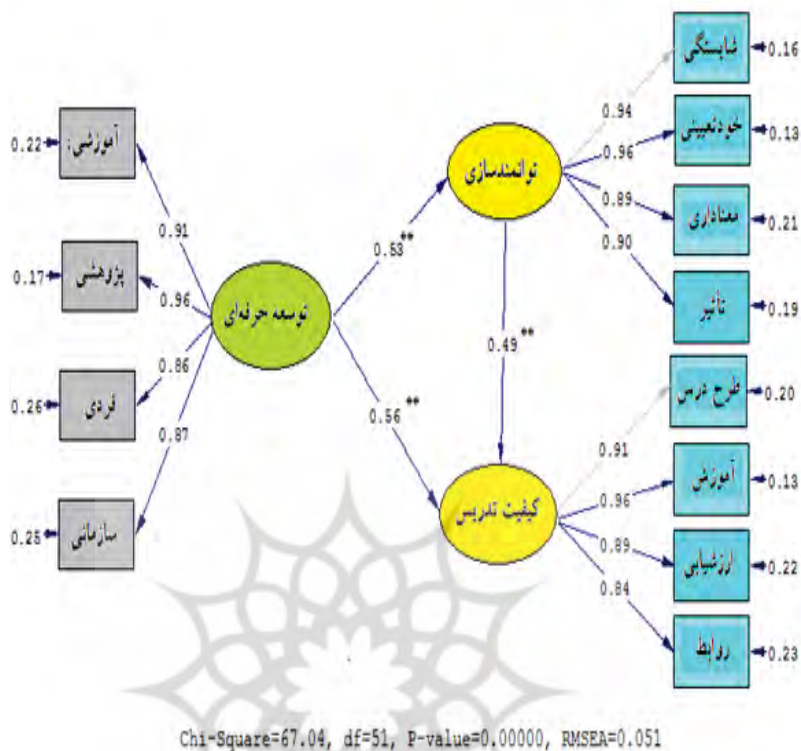 شایستگی
0.16
0.94
خودتعیینی
0.13
0.96
معناداری
0.21
0.89
تأثیر
0.19
0.90
توانمندسازی
آموزشی:
0.22
0.91
پژوهشی
0.17
0.96
فردی
0.26
0.86
سازمانی
0.25
0.87
توسعه حرفه‌ای
0.53**
0.49**
0.56**
کیفیت تدریس
طرح درس
0.20
0.91
آموزش
0.13
0.96
ارزشیابی
0.22
0.89
روابط
0.23
0.84
Chi-Square=67.04, df=51, P-value=0.00000, RMSEA=0.051